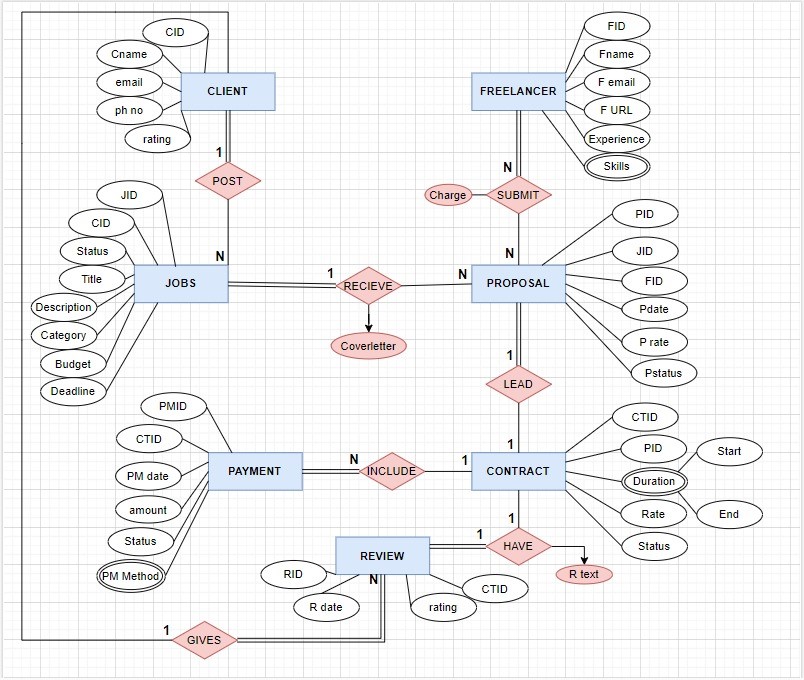 CID
Cname
email
ph no
rating
CLIENT
1
POST
N
FID
Fname
F email
F URL
Experience
Skills
FREELANCER
N
Charge
SUBMIT
N
JID
CID
Status
Title
Description
Category
Budget
Deadline
JOBS
1
RECIEVE
N
Coverletter
PROPOSAL
PID
JID
FID
Pdate
P rate
Pstatus
1
LEAD
1
PMID
CTID
PM date
amount
Status
PM Method
PAYMENT
N
INCLUDE
1
CONTRACT
CTID
PID
Duration
Start
End
Rate
Status
1
HAVE
1
R text
REVIEW
N
RID
R date
rating
CTID
1
GIVES